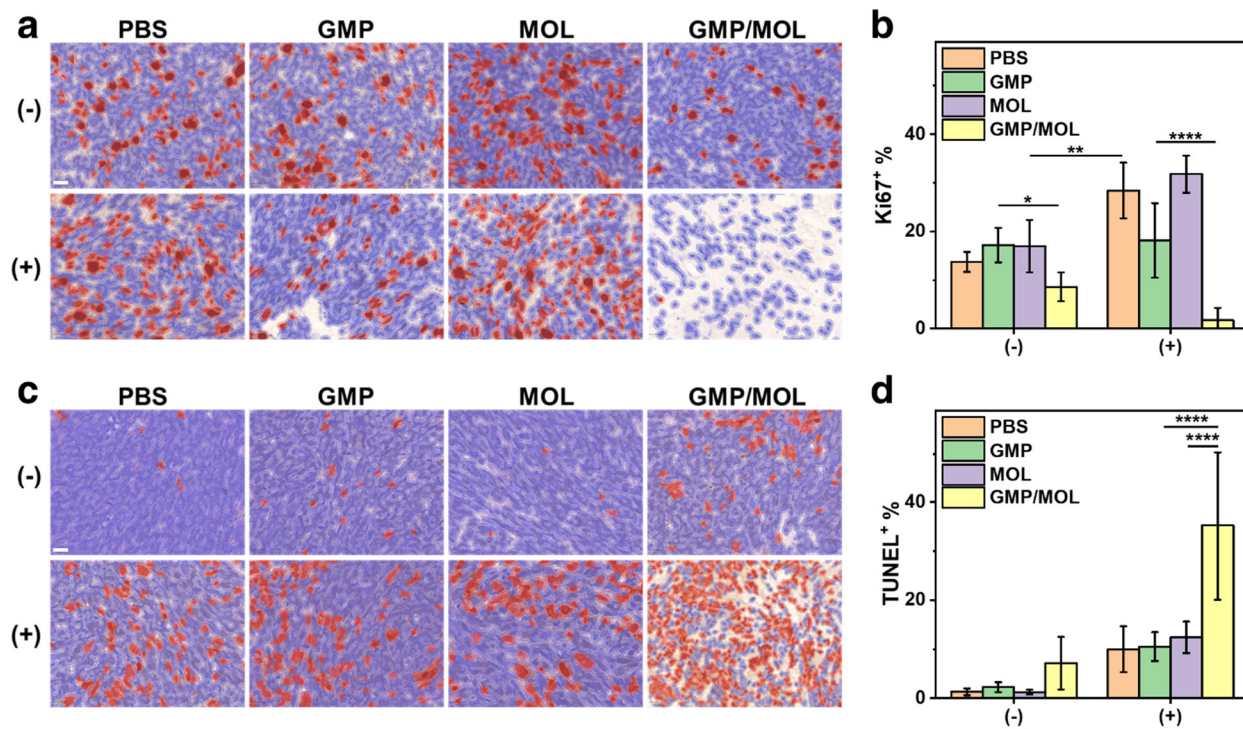 a
PBS GMP MOL GMP/MOL
(-)
(+)
b
PBS
GMP
MOL
GMP/MOL
Ki67⁺ %
40
20
0
*
**
****
(-) (+)
c
PBS GMP MOL GMP/MOL
(-)
(+)
d
PBS
GMP
MOL
GMP/MOL
TUNEL⁺ %
40
20
0
****
****
(-) (+)